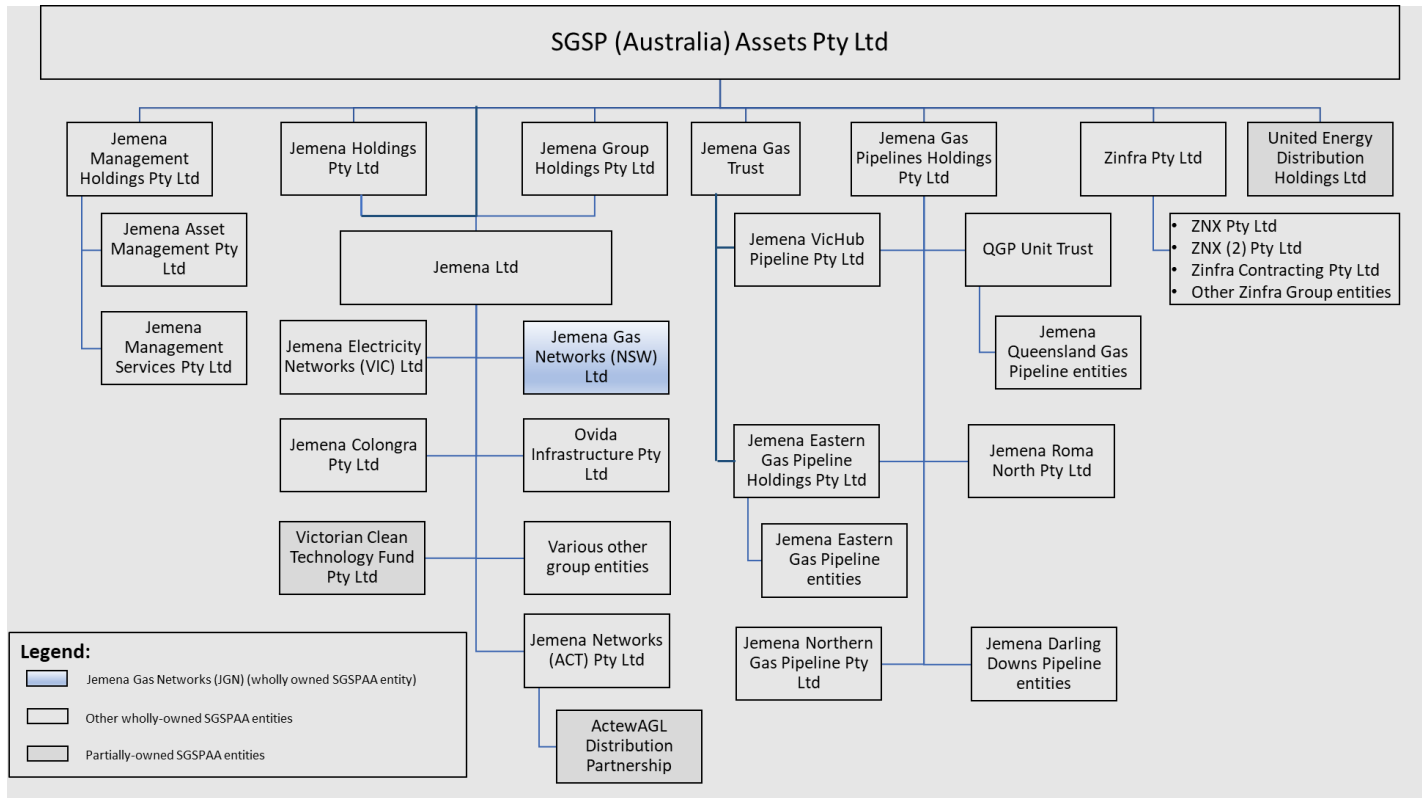 SGSP (Australia) Assets Pty Ltd
Jemena
Management
Holdings Pty Ltd
Jemena Holdings
Pty Ltd
Jemena Group
Holdings Pty Ltd
Jemena Gas
Trust
Jemena Gas
Pipelines Holdings
Pty Ltd
Zinfra Pty Ltd
United Energy
Distribution
Holdings Ltd
Jemena Asset
Management Pty
Ltd
Jemena Ltd
Jemena VicHub
Pipeline Pty Ltd
QGP Unit Trust
• ZNX Pty Ltd
• ZNX (2) Pty Ltd
• Zinfra Contracting Pty Ltd
• Other Zinfra Group entities
Jemena
Management
Services Pty Ltd
Jemena Electricity
Networks (VIC) Ltd
Jemena Gas
Networks (NSW)
Ltd
Jemena
Queensland Gas
Pipeline entities
Jemena Colongra
Pty Ltd
Ovida
Infrastructure Pty
Ltd
Jemena Eastern
Gas Pipeline
Holdings Pty Ltd
Jemena Roma
North Pty Ltd
Victorian Clean
Technology Fund
Pty Ltd
Various other
group entities
Jemena Eastern
Gas Pipeline
entities
Jemena Networks
(ACT) Pty Ltd
Jemena Northern
Gas Pipeline Pty
Ltd
Jemena Darling
Downs Pipeline
entities
ActewAGL
Distribution
Partnership
Legend:
Jemena Gas Networks (JGN) (wholly owned SGSPAA entity)
Other wholly-owned SGSPAA entities
Partially-owned SGSPAA entities